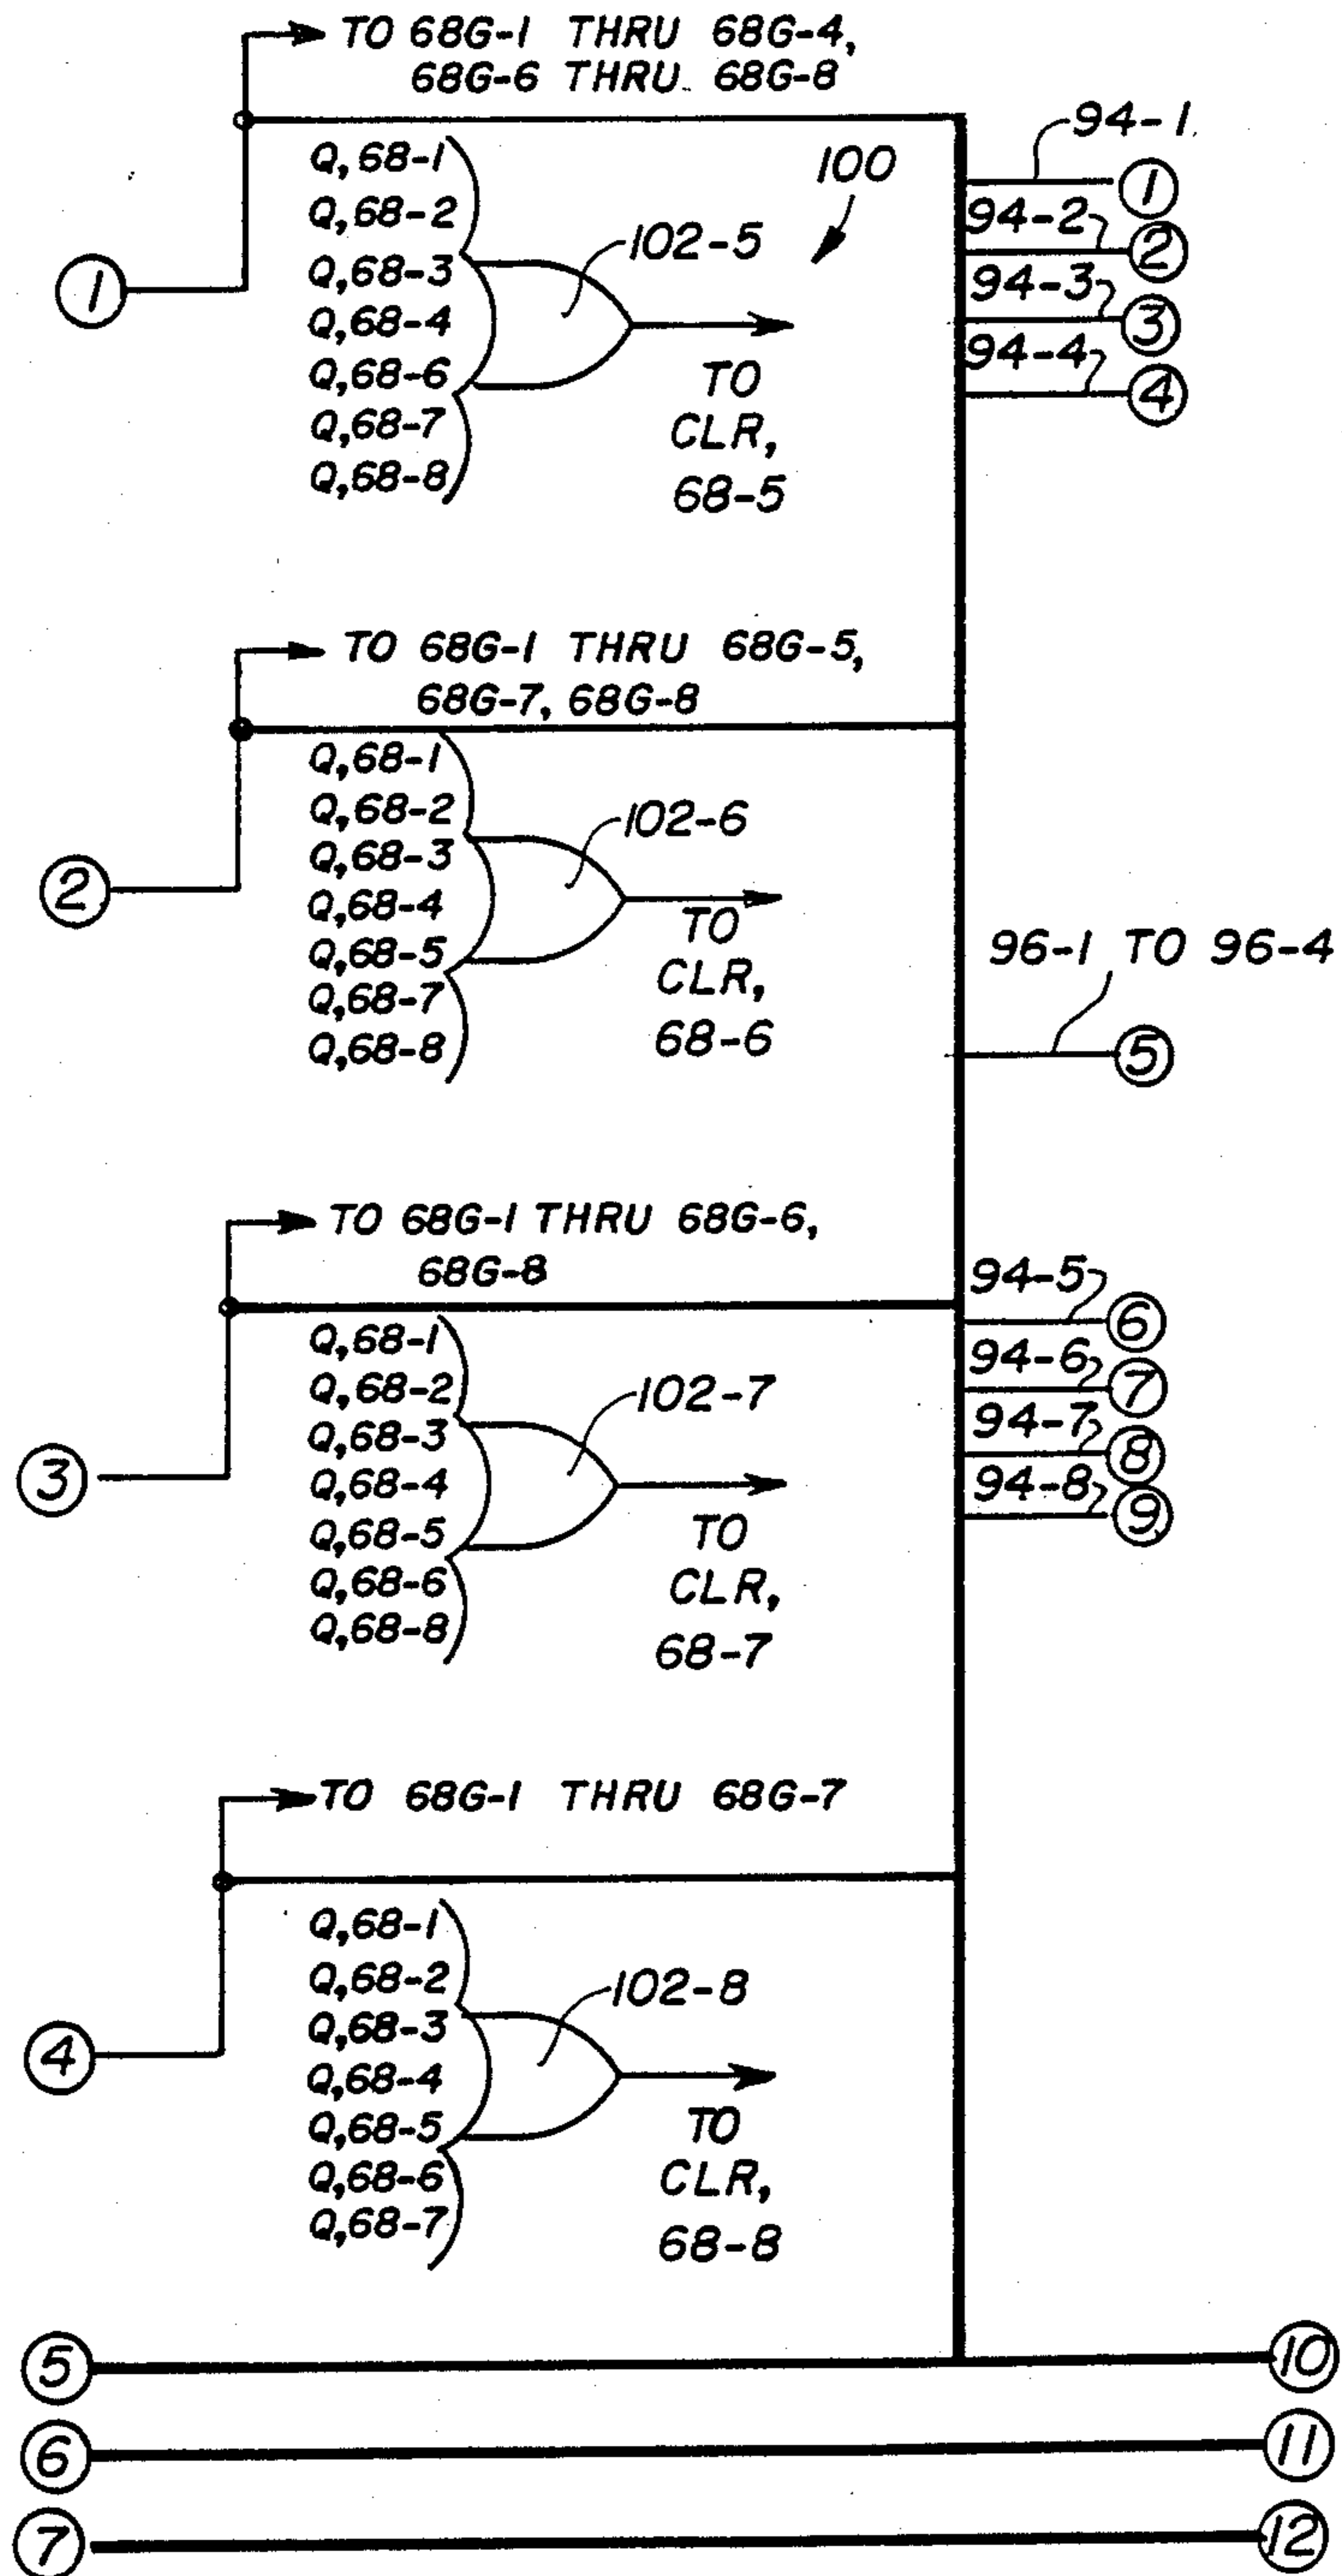 TO 68G-1 THRU 68G-4,
68G-6 THRU 68G-8
Q,68-1
Q,68-2
Q,68-3
Q,68-4
Q,68-6
Q,68-7
Q,68-8
102-5
100
TO
CLR,
68-5
1
94-1
1
94-2
2
94-3
3
94-4
4
TO 68G-1 THRU 68G-5,
68G-7, 68G-8
Q,68-1
Q,68-2
Q,68-3
Q,68-4
Q,68-5
Q,68-7
Q,68-8
102-6
TO
CLR,
68-6
2
96-1 TO 96-4
5
TO 68G-1 THRU 68G-6,
68G-8
Q,68-1
Q,68-2
Q,68-3
Q,68-4
Q,68-5
Q,68-6
Q,68-8
102-7
TO
CLR,
68-7
3
94-5
6
94-6
7
94-7
8
94-8
9
TO 68G-1 THRU 68G-7
Q,68-1
Q,68-2
Q,68-3
Q,68-4
Q,68-5
Q,68-6
Q,68-7
102-8
TO
CLR,
68-8
4
5
10
6
11
7
12